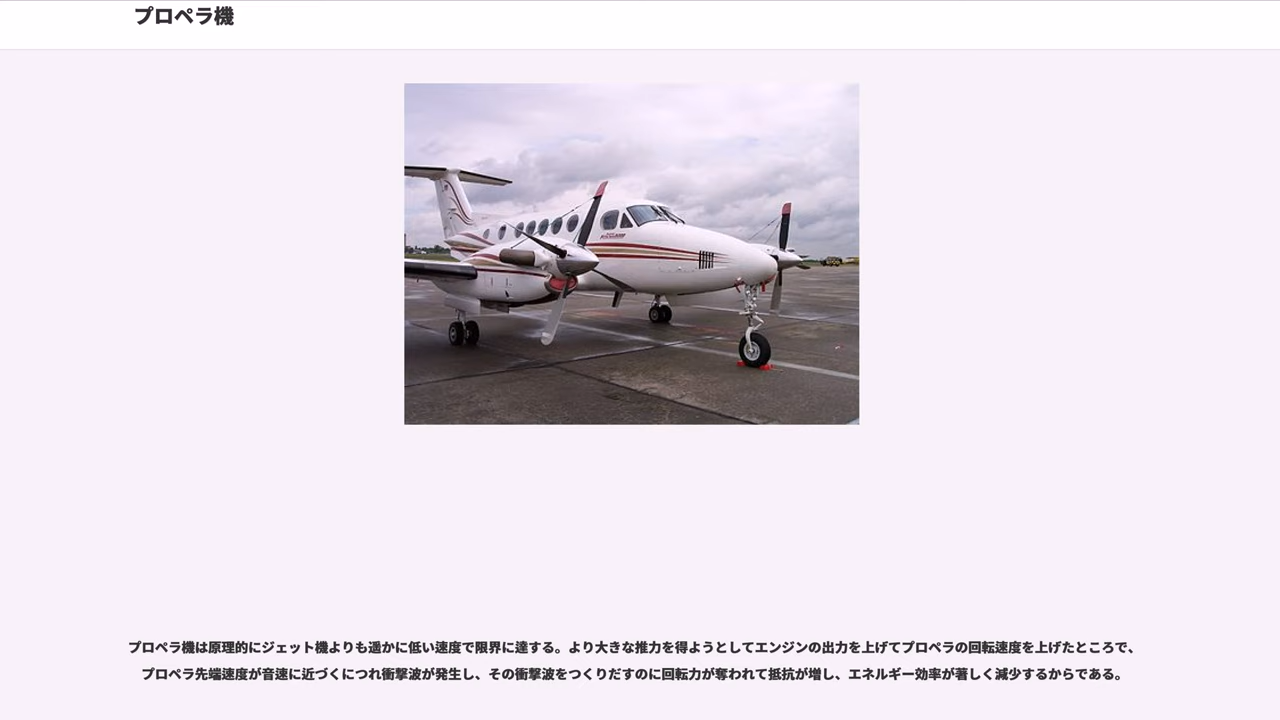 プロペラ機
プロペラ機は原理的にジェット機よりも遥かに低い速度で限界に達する。より大きな推力を得ようとしてエンジンの出力を上げてプロペラの回転速度を上げたところで、
プロペラ先端速度が音速に近づくにつれ衝撃波が発生し、その衝撃波をつくりだすのに回転力が奪われて抵抗が増し、エネルギー効率が著しく減少するからである。